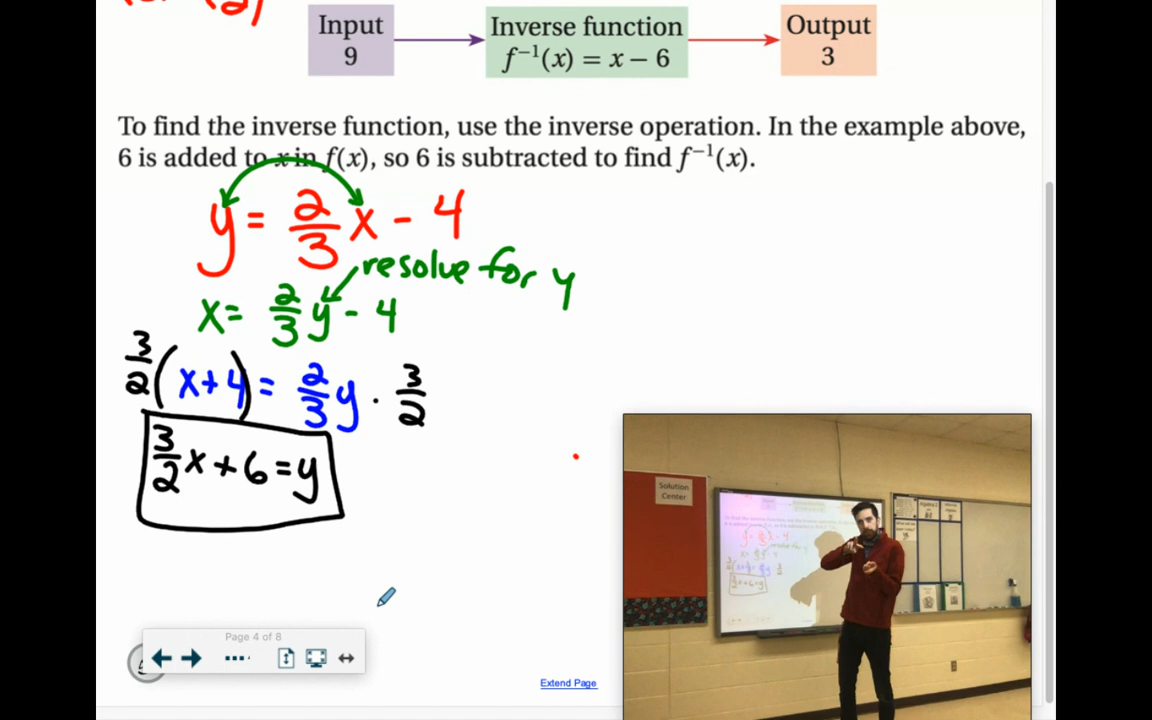 Input
9
Inverse function
f⁻¹(x) = x − 6
Output
3
To find the inverse function, use the inverse operation. In the example above,
6 is added to x in f(x), so 6 is subtracted to find f⁻¹(x).
y = 2/3 x - 4
resolve for y
x = 2/3 y - 4
3/2 (x+4) = 2/3 y · 3/2
3/2 x + 6 = y
Page 4 of 8
Extend Page
Solution
Center